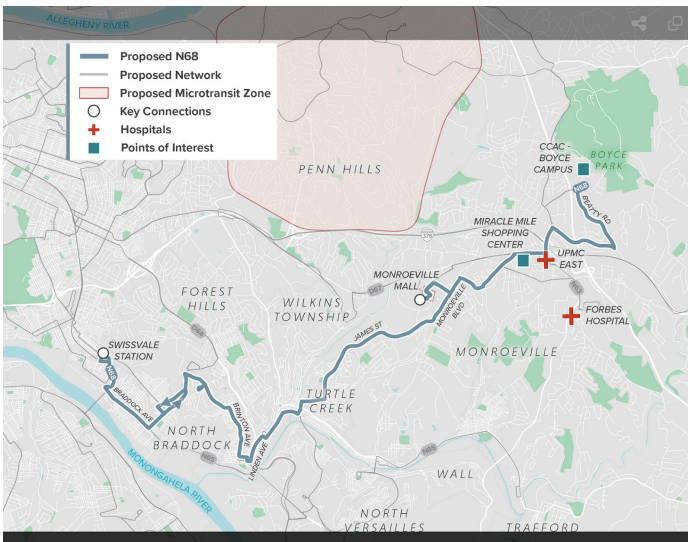 ALLEGHENY RIVER
Proposed N68
Proposed Network
Proposed Microtransit Zone
Key Connections
Hospitals
Points of Interest
PENN HILLS
CCAC -
BOYCE
CAMPUS
BOYCE
PARK
N68
BEATTY RD
MIRACLE MILE
SHOPPING
CENTER
376
UPMC
EAST
MONROEVILLE
MALL
D67
MONROEVILLE
BLVD
FORBES
HOSPITAL
FOREST
HILLS
WILKINS
TOWNSHIP
JAMES ST
MONROEVILLE
SWISSVALE
STATION
N68
BRADDOCK AVE
TURTLE
CREEK
BRINTON AVE
NORTH
BRADDOCK
LINDEN AVE
MONONGAHELA RIVER
WALL
NORTH
VERSAILLES
TRAFFORD